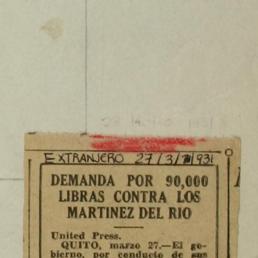 EXTRANJERO 27/3/1931
DEMANDA POR 90,000
LIBRAS CONTRA LOS
MARTINEZ DEL RIO
United Press.
QUITO, marzo 27.—El go-
bierno, por conducto de sus